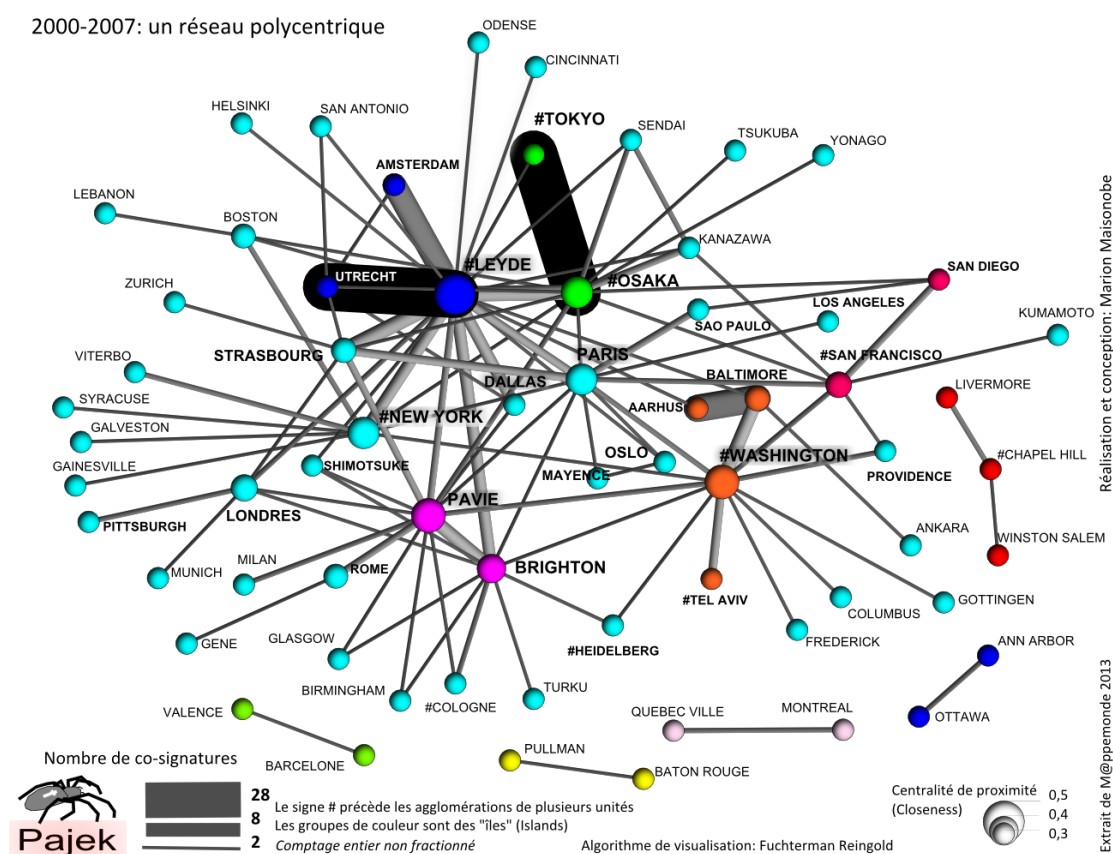 2000-2007: un réseau polycentrique
ODENSE
CINCINNATI
HELSINKI
SAN ANTONIO
#TOKYO
SENDAI
TSUKUBA
YONAGO
AMSTERDAM
LEBANON
BOSTON
KANAZAWA
#LEYDE
UTRECHT
#OSAKA
SAN DIEGO
ZURICH
LOS ANGELES
SAO PAULO
KUMAMOTO
STRASBOURG
PARIS
#SAN FRANCISCO
VITERBO
DALLAS
BALTIMORE
LIVERMORE
SYRACUSE
#NEW YORK
AARHUS
GALVESTON
OSLO
#WASHINGTON
#CHAPEL HILL
GAINESVILLE
SHIMOTSUKE
MAYENCE
PROVIDENCE
PITTSBURGH
LONDRES
PAVIE
ANKARA
WINSTON SALEM
MUNICH
MILAN
ROME
BRIGHTON
#TEL AVIV
COLUMBUS
GOTTINGEN
GENE
GLASGOW
#HEIDELBERG
FREDERICK
ANN ARBOR
BIRMINGHAM
#COLOGNE
TURKU
VALENCE
QUEBEC VILLE
MONTREAL
OTTAWA
BARCELONE
PULLMAN
BATON ROUGE
Nombre de co-signatures
28
8
2
Le signe # précède les agglomérations de plusieurs unités
Les groupes de couleur sont des "îles" (Islands)
Comptage entier non fractionné
Pajek
Algorithme de visualisation: Fuchterman Reingold
Centralité de proximité
(Closeness)
0,5
0,4
0,3
Réalisation et conception: Marion Maisonobe
Extrait de M@ppemonde 2013